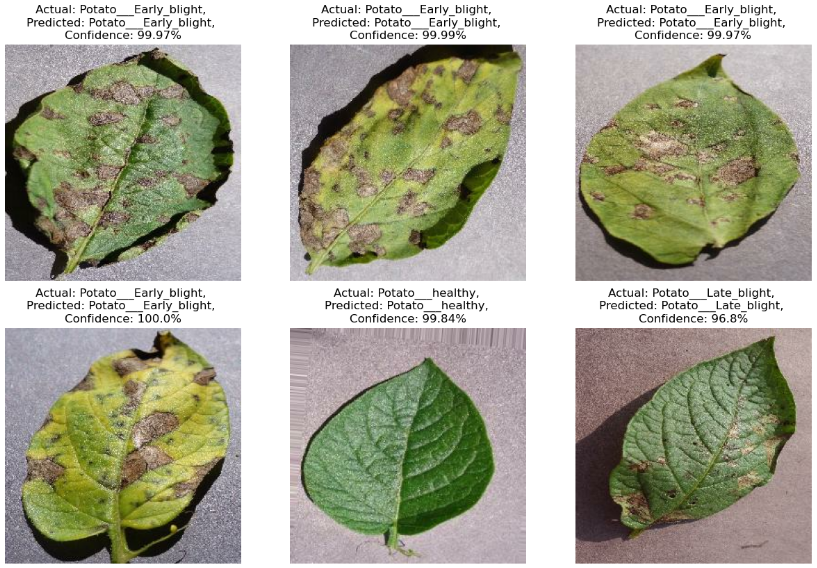 Actual: Potato___Early_blight,
Predicted: Potato___Early_blight,
Confidence: 99.97%
Actual: Potato___Early_blight,
Predicted: Potato___Early_blight,
Confidence: 99.99%
Actual: Potato___Early_blight,
Predicted: Potato___Early_blight,
Confidence: 99.97%
Actual: Potato___Early_blight,
Predicted: Potato___Early_blight,
Confidence: 100.0%
Actual: Potato___healthy,
Predicted: Potato___healthy,
Confidence: 99.84%
Actual: Potato___Late_blight,
Predicted: Potato___Late_blight,
Confidence: 96.8%